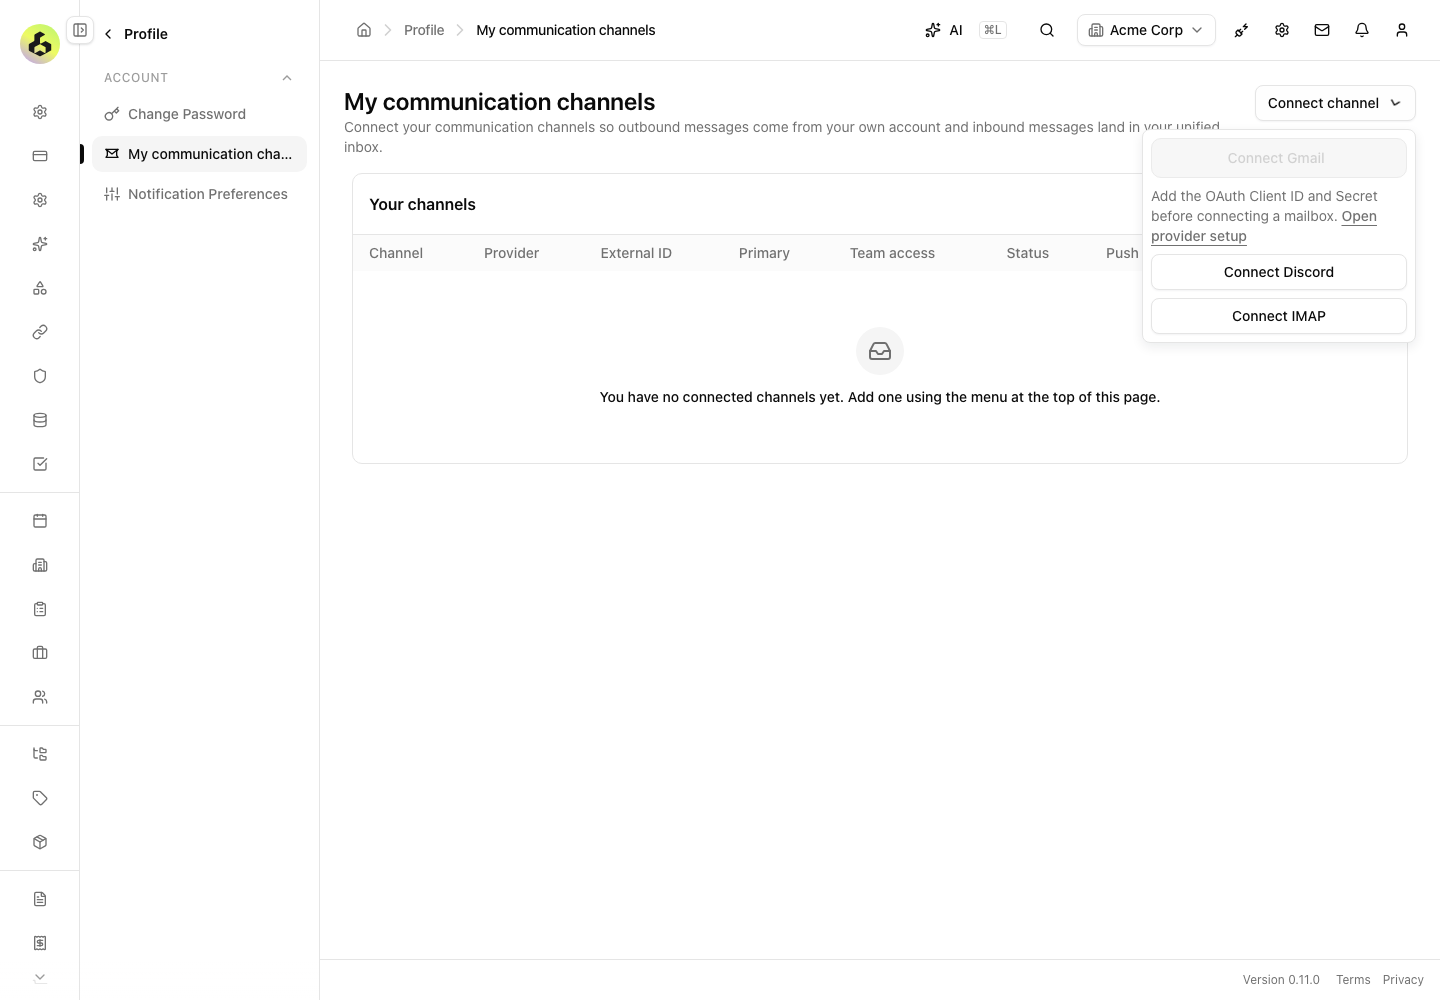 Profile
ACCOUNT
Change Password
My communication cha...
Notification Preferences
Profile
My communication channels
AI
⌘L
Acme Corp
My communication channels
Connect your communication channels so outbound messages come from your own account and inbound messages land in your unified
inbox.
Connect channel
Connect Gmail
Add the OAuth Client ID and Secret
before connecting a mailbox. Open
provider setup
Connect Discord
Connect IMAP
Your channels
Channel
Provider
External ID
Primary
Team access
Status
Push
You have no connected channels yet. Add one using the menu at the top of this page.
Version 0.11.0
Terms
Privacy